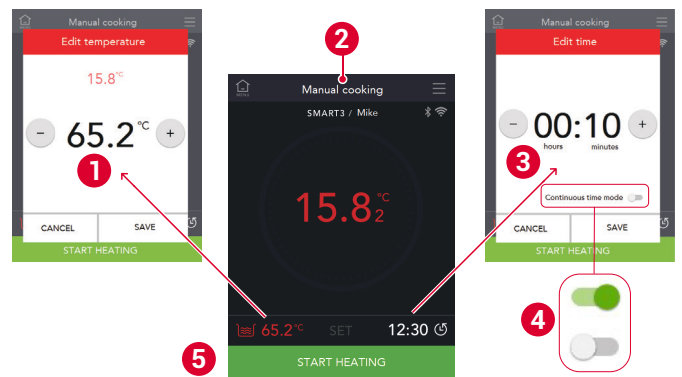 Manual cooking
MENU
Edit temperature
15.8°C
− 65.2°C +
1
CANCEL SAVE
START HEATING
2
Manual cooking
MENU
SMART3 / Mike
15.8°C
2
65.2°C SET 12:30
5 START HEATING
Manual cooking
Edit time
− 00:10 +
hours minutes
3
Continuous time mode
CANCEL SAVE
START HEATING
4